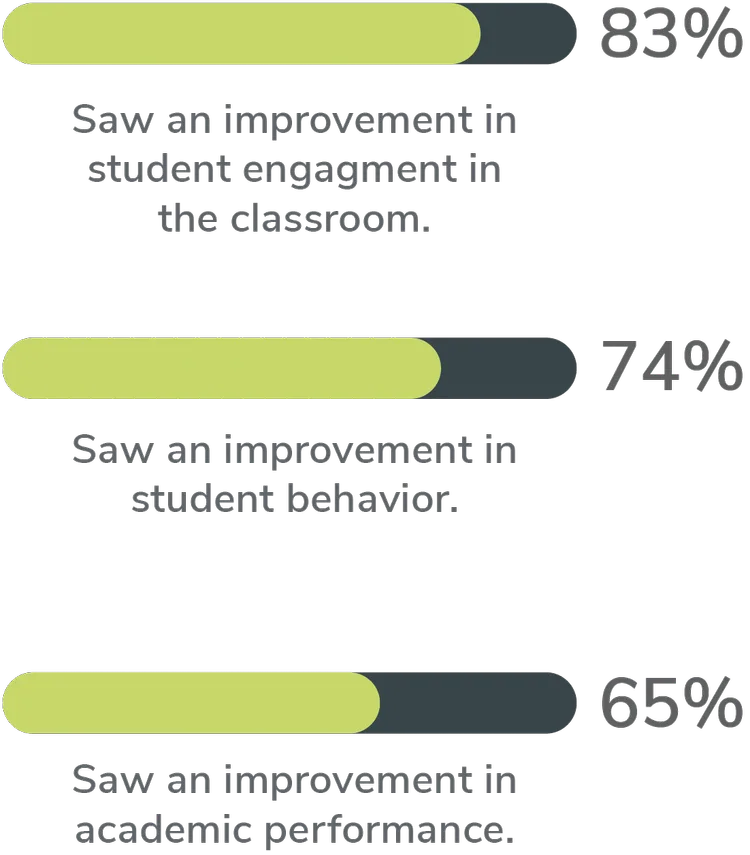 83%
Saw an improvement in
student engagment in
the classroom.
74%
Saw an improvement in
student behavior.
65%
Saw an improvement in
academic performance.